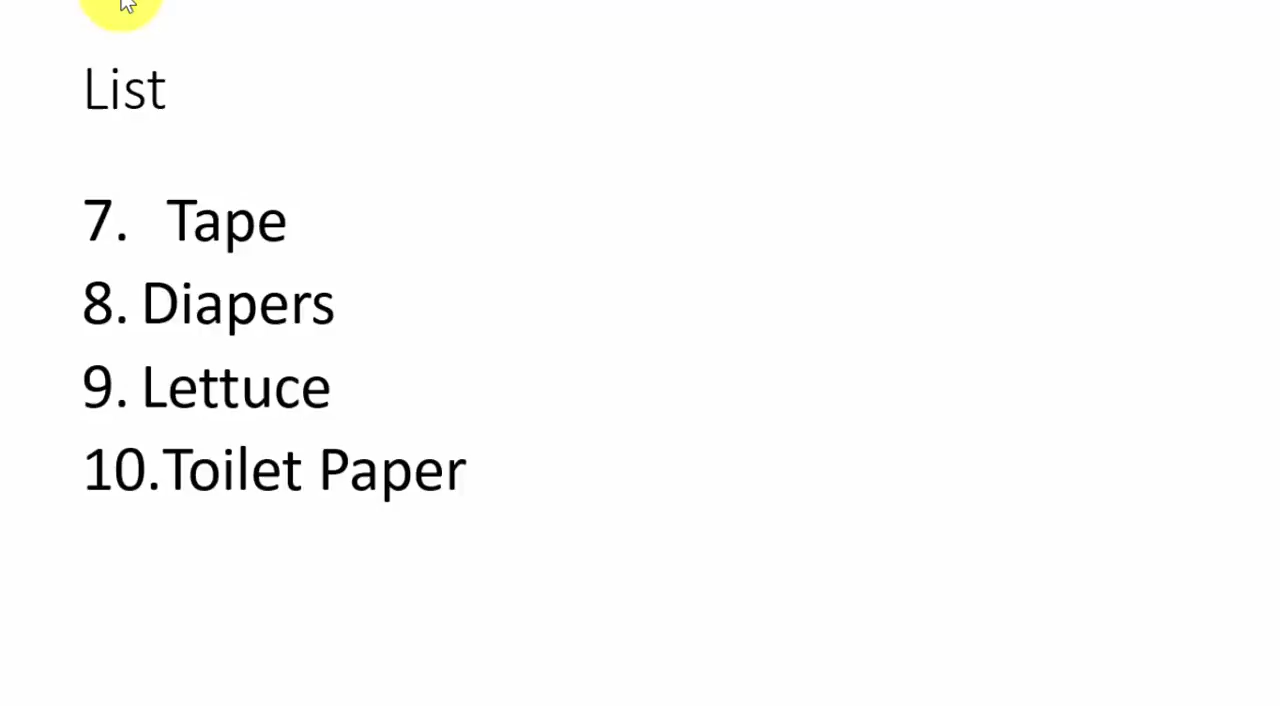 List
7. Tape
8. Diapers
9. Lettuce
10.Toilet Paper